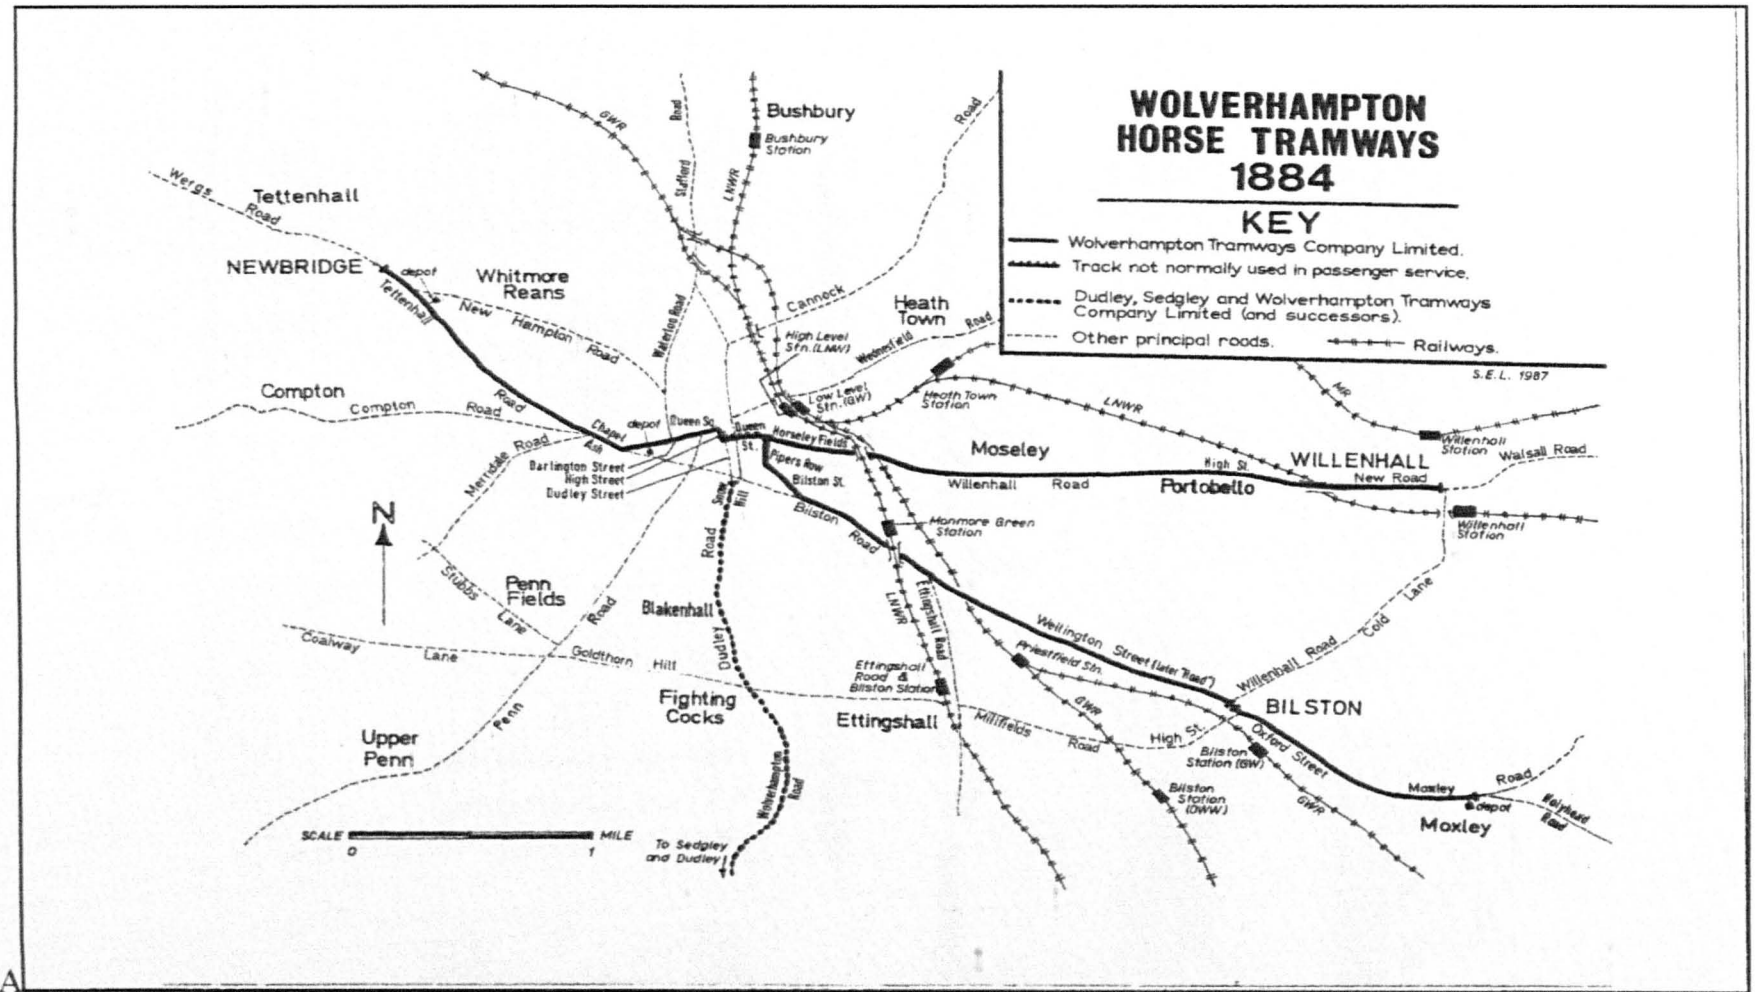 WOLVERHAMPTON
HORSE TRAMWAYS
1884
KEY
Wolverhampton Tramways Company Limited.
Track not normally used in passenger service.
Dudley, Sedgley and Wolverhampton Tramways
Company Limited (and successors).
Other principal roads.
Railways.
S.E.L. 1987
GWR
Stafford Road
LNWR
Bushbury
Bushbury
Station
Road
Cannock
Wergs
Road
Tettenhall
NEWBRIDGE
depot
Tettenhall
Road
Whitmore
Reans
New Hampton Road
Waterloo Road
Heath
Town
High Level
Stn. (LNW)
Wednesfield Road
Low Level
Stn. (GW)
Heath Town
Station
LNWR
MR
Willenhall
Station
Walsall Road
Compton
Compton Road
Merridale Road
Chapel
Ash
depot
Queen Sq.
Queen
St.
Horseley Fields
Darlington Street
High Street
Dudley Street
Pipers Row
Bilston St.
Snow
Hill
Moseley
Willenhall Road
High St.
Portobello
WILLENHALL
New Road
Willenhall
Station
N
Bilston
Road
Monmore Green
Station
Stubbs
Lane
Penn
Fields
Road
Penn
Road
Blakenhall
Dudley
LNWR
Ettingshall Road
Wellington Street (later "Road")
Priestfield Stn.
Willenhall Road
Cold Lane
Coalway Lane
Goldthorn Hill
Ettingshall
Road &
Bilston Station
Fighting
Cocks
Ettingshall
Millfields Road
High St.
GWR
BILSTON
Bilston
Station (GW)
Oxford Street
Upper
Penn
Wolverhampton
Road
Bilston
Station
(OWW)
GWR
Moxley
Road
depot
Moxley
Holyhead
Road
SCALE
MILE
0
1
To Sedgley
and Dudley
A